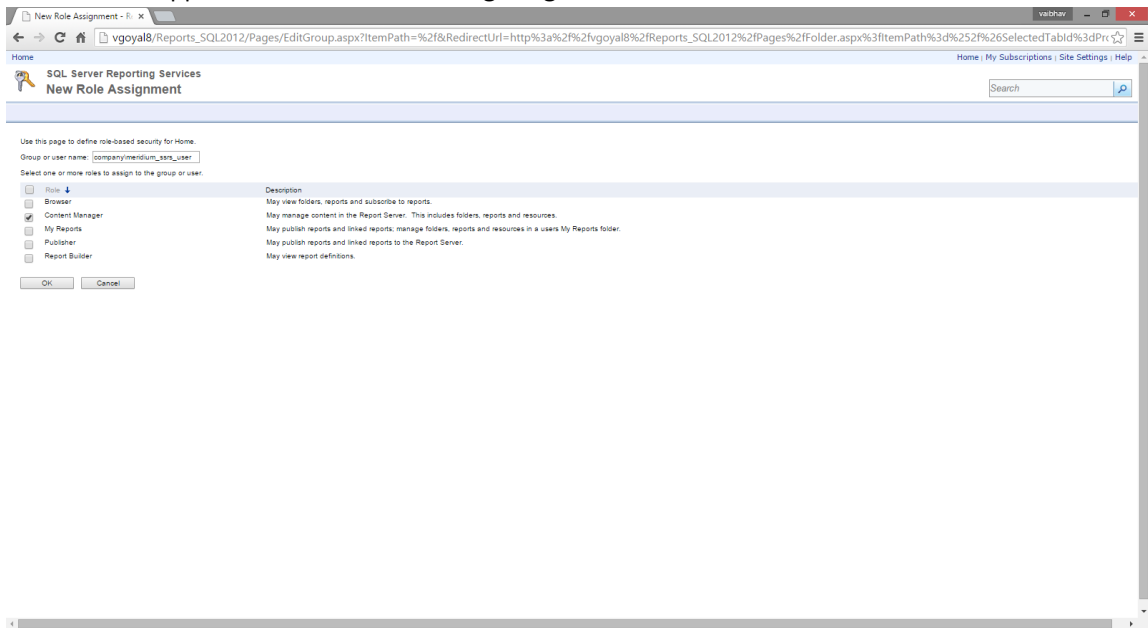 New Role Assignment - R
vaibhav
vgoyal8/Reports_SQL2012/Pages/EditGroup.aspx?ItemPath=%2f&RedirectUrl=http%3a%2f%2fvgoyal8%2fReports_SQL2012%2fPages%2fFolder.aspx%3fItemPath%3d%252f%26SelectedTabId%3dPr
Home
Home | My Subscriptions | Site Settings | Help
SQL Server Reporting Services
New Role Assignment
Search
Use this page to define role-based security for Home.
Group or user name: company\meridium_ssrs_user
Select one or more roles to assign to the group or user.
Role Description
Browser May view folders, reports and subscribe to reports.
Content Manager May manage content in the Report Server. This includes folders, reports and resources.
My Reports May publish reports and linked reports; manage folders, reports and resources in a users My Reports folder.
Publisher May publish reports and linked reports to the Report Server.
Report Builder May view report definitions.
OK Cancel